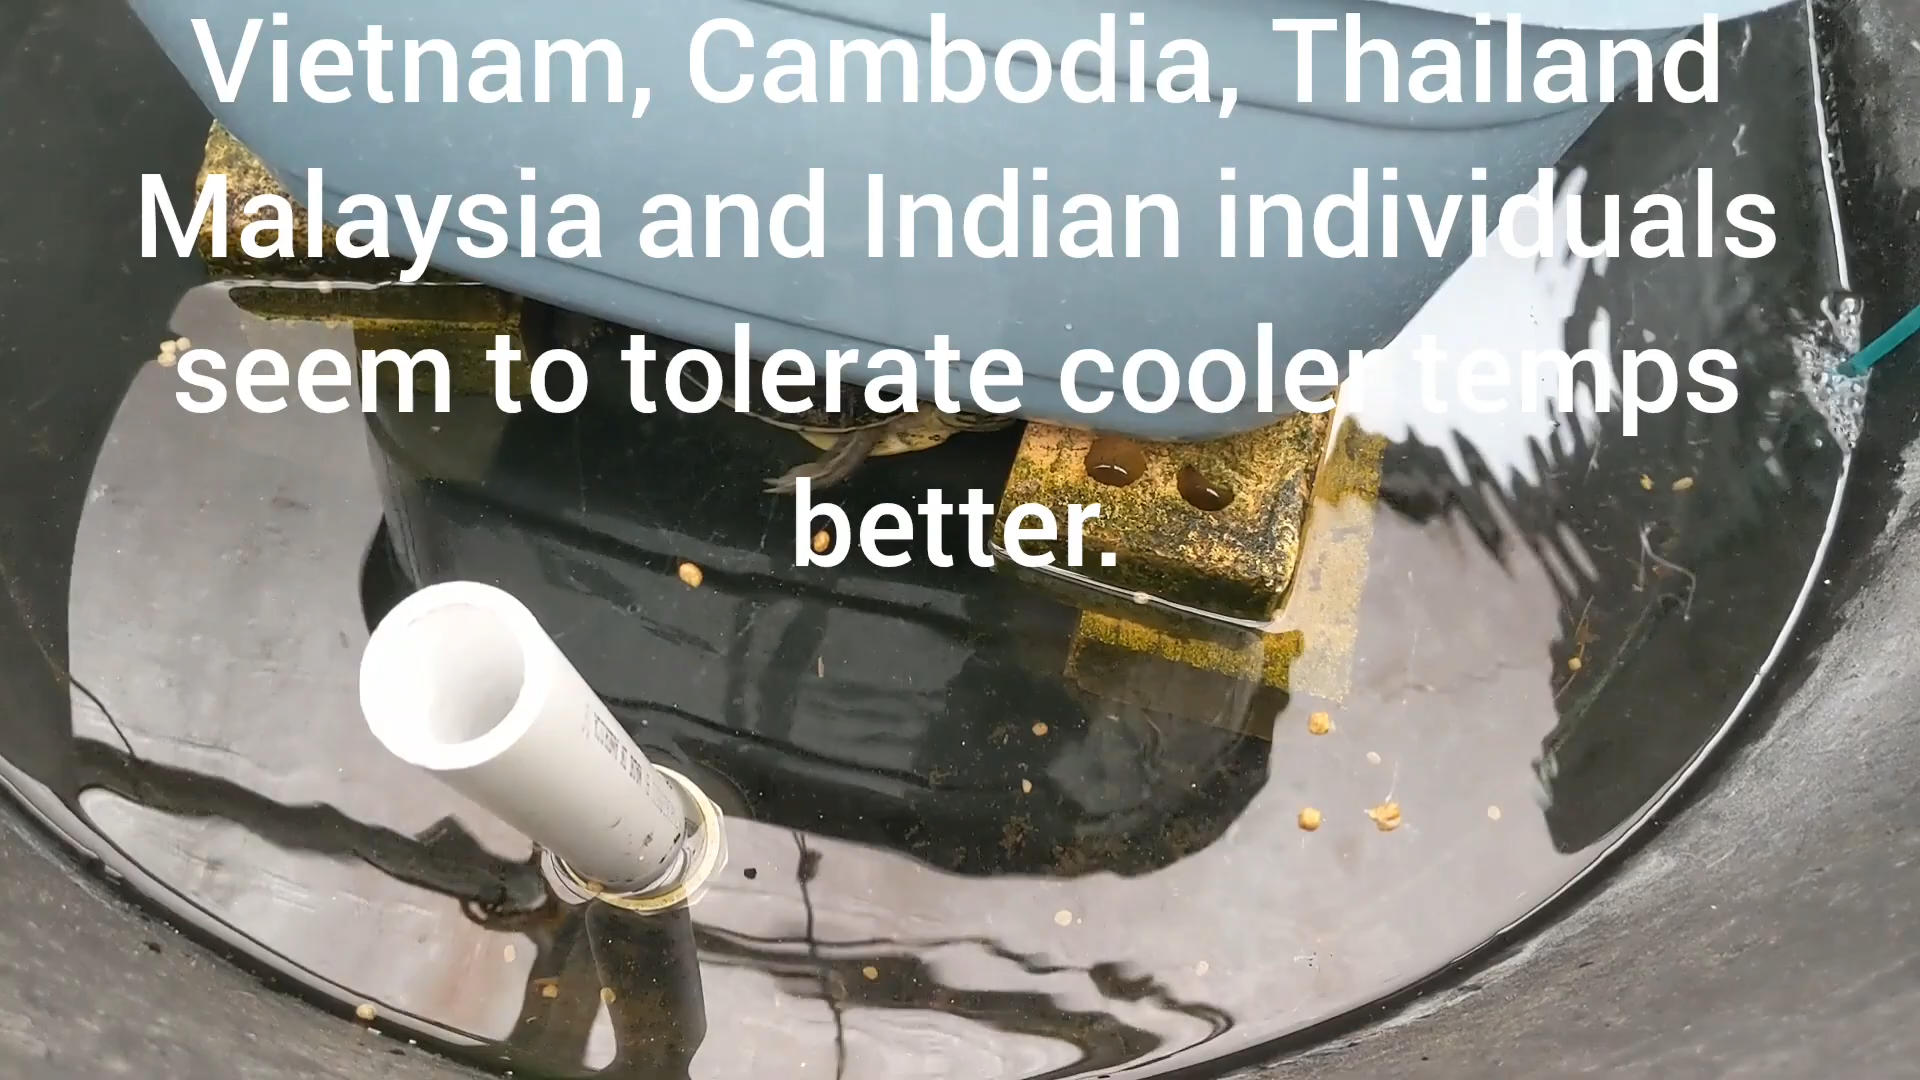 Vietnam, Cambodia, Thailand
Malaysia and Indian individuals
seem to tolerate cooler temps
better.